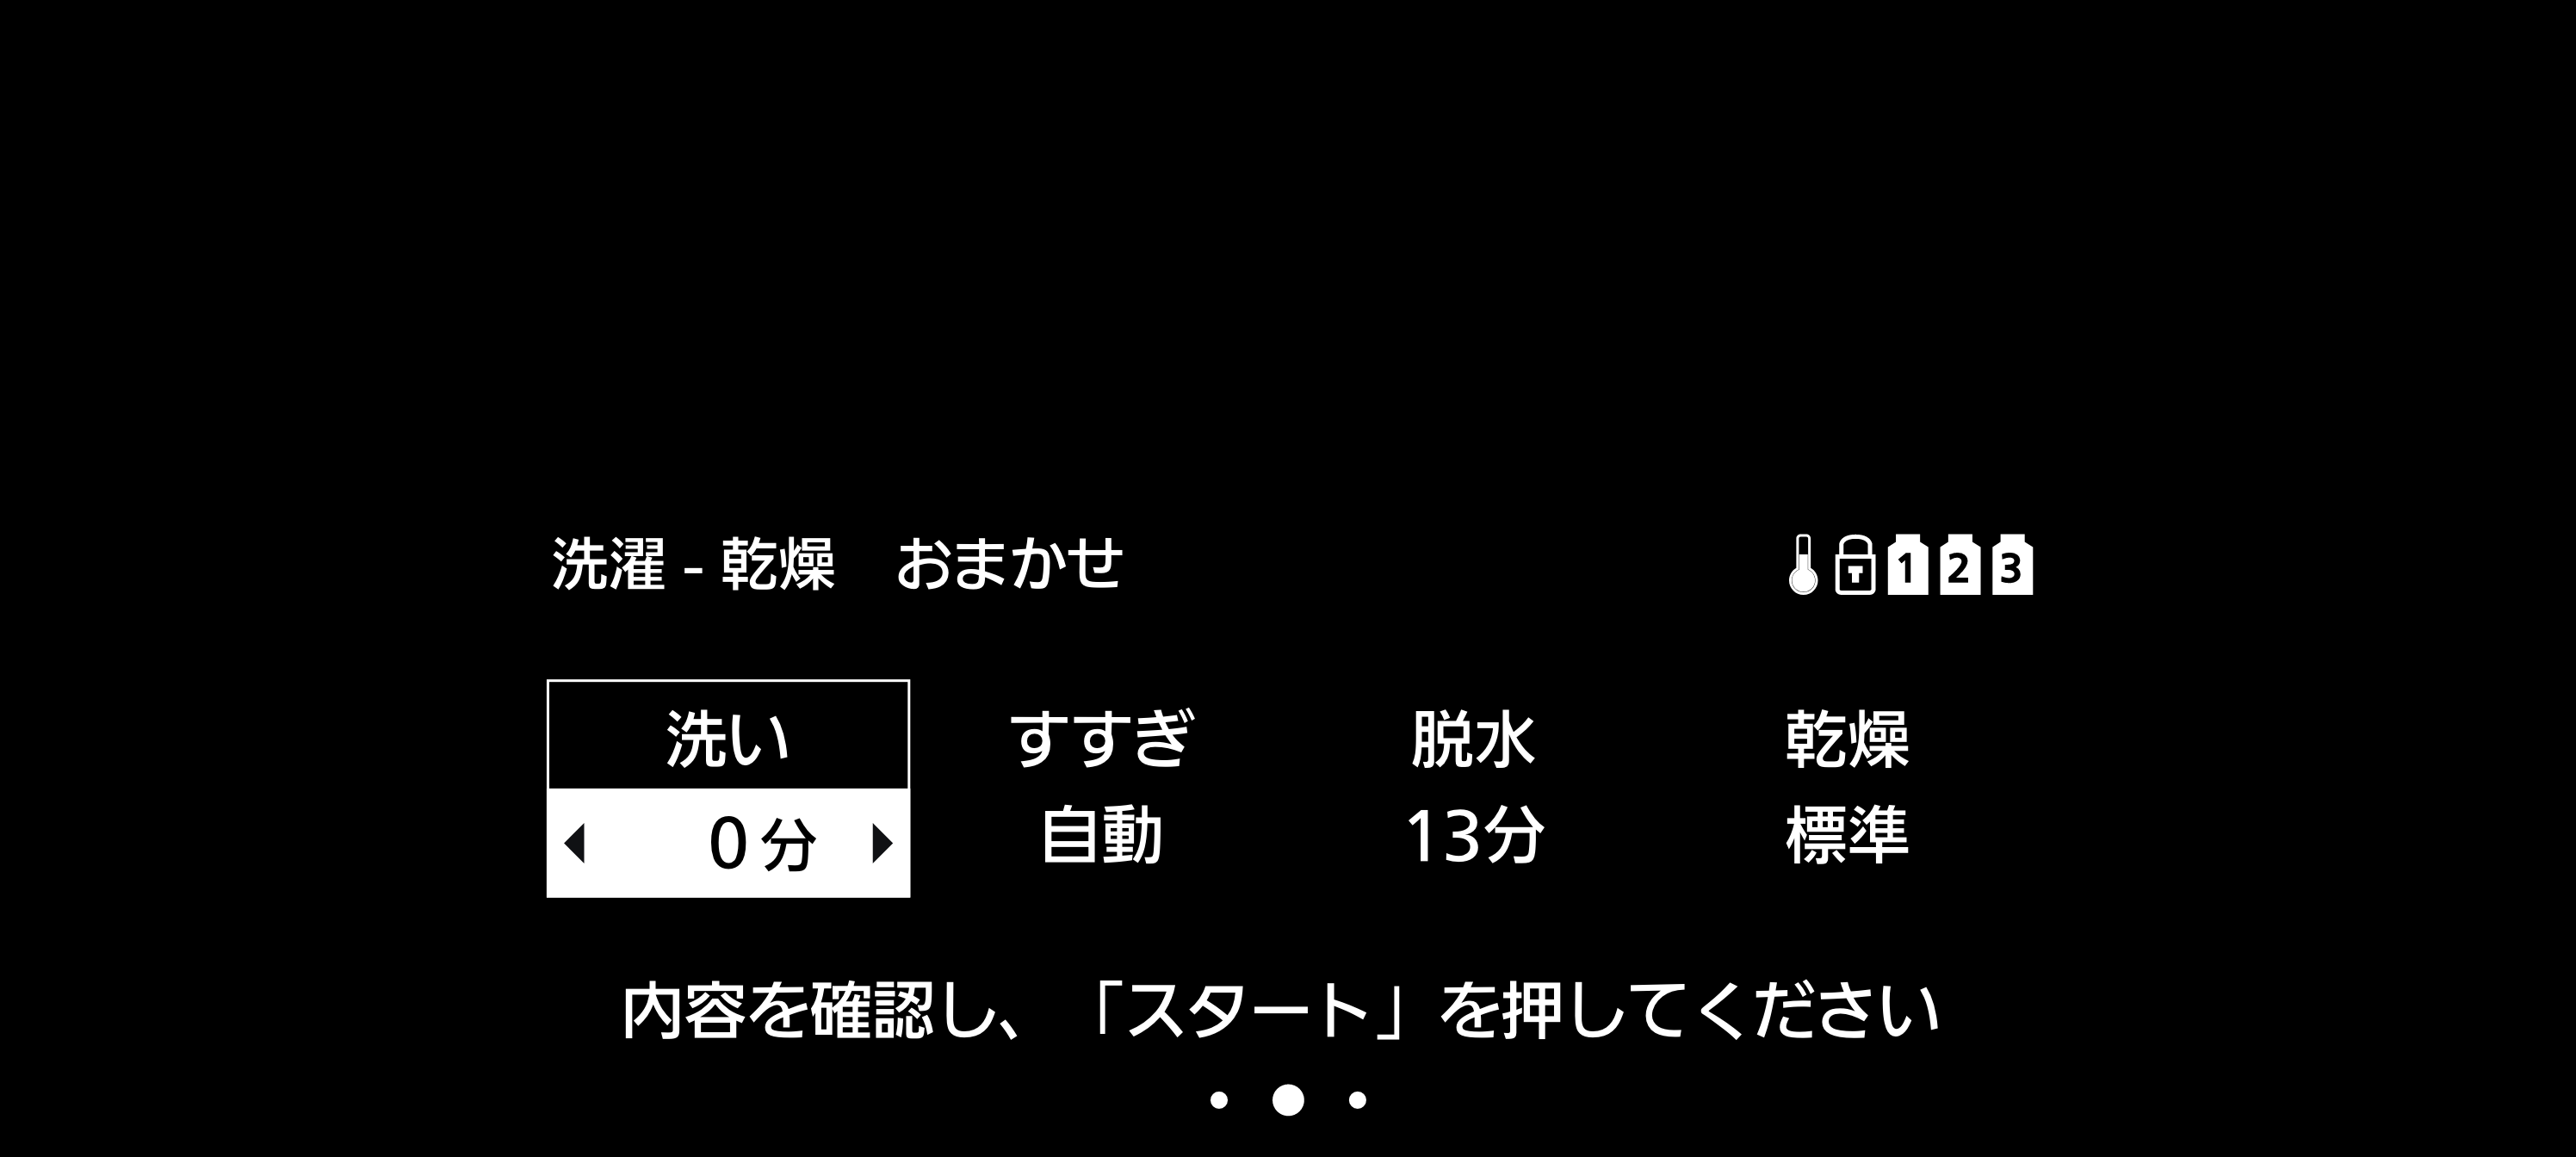 洗濯 - 乾燥　おまかせ
1 2 3
洗い　すすぎ　脱水　乾燥
0分　自動　13分　標準
内容を確認し、「スタート」を押してください